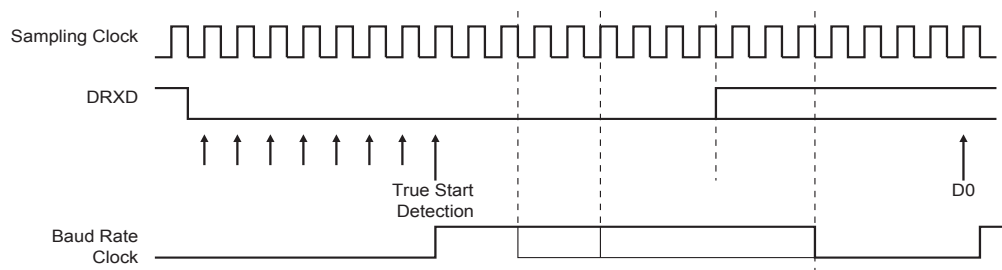 Sampling Clock
DRXD
True Start
Detection
D0
Baud Rate
Clock